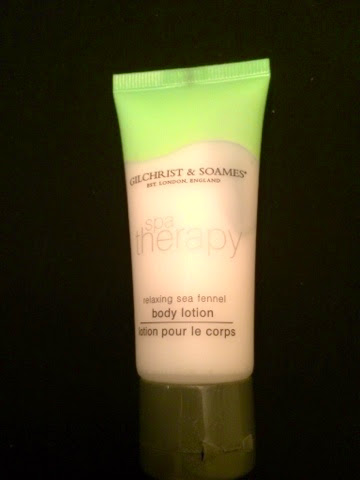 GILCHRIST & SOAMES®
EST. LONDON, ENGLAND
spa
therapy
relaxing sea fennel
body lotion
lotion pour le corps